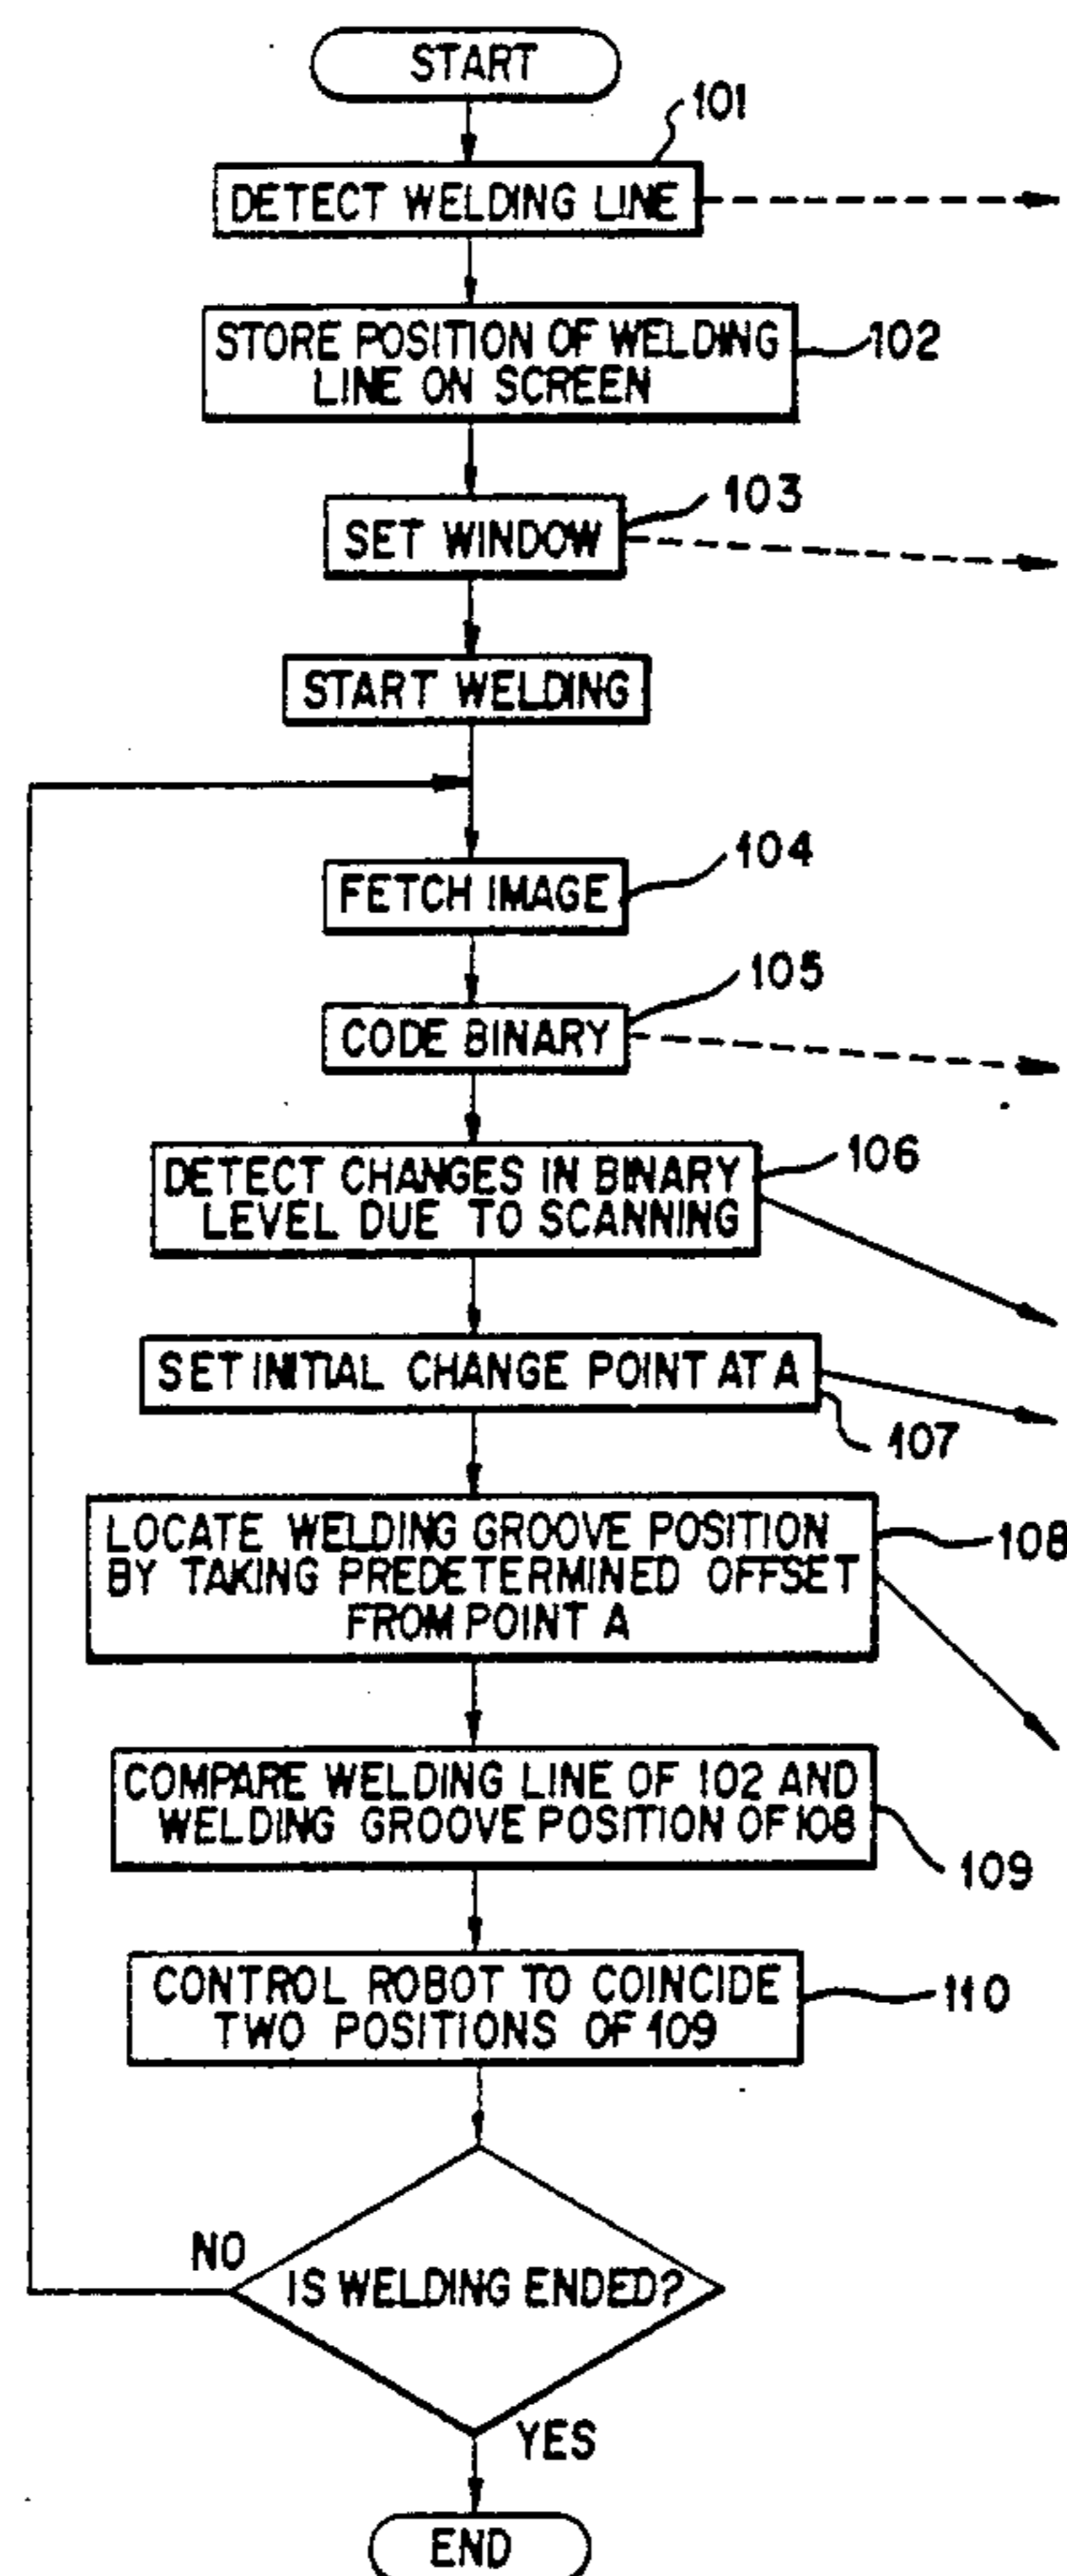 START
101
DETECT WELDING LINE
STORE POSITION OF WELDING
LINE ON SCREEN
102
103
SET WINDOW
START WELDING
104
FETCH IMAGE
105
CODE BINARY
106
DETECT CHANGES IN BINARY
LEVEL DUE TO SCANNING
SET INITIAL CHANGE POINT AT A
107
LOCATE WELDING GROOVE POSITION
BY TAKING PREDETERMINED OFFSET
FROM POINT A
108
COMPARE WELDING LINE OF 102 AND
WELDING GROOVE POSITION OF 108
109
CONTROL ROBOT TO COINCIDE
TWO POSITIONS OF 109
110
NO
IS WELDING ENDED?
YES
END